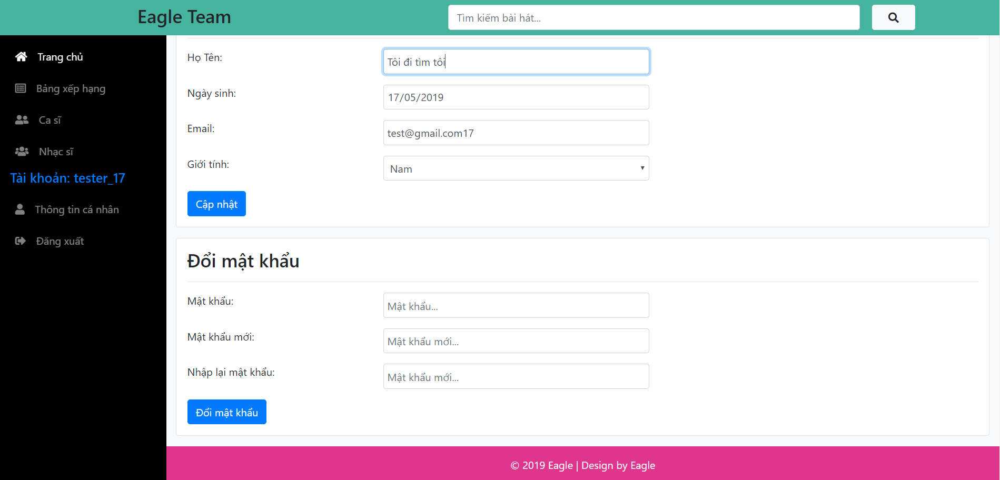 Eagle Team
Tìm kiếm bài hát...
Trang chủ
Bảng xếp hạng
Ca sĩ
Nhạc sĩ
Tài khoản: tester_17
Thông tin cá nhân
Đăng xuất
Họ Tên:
Tôi đi tìm tôi
Ngày sinh:
17/05/2019
Email:
test@gmail.com17
Giới tính:
Nam
Cập nhật
Đổi mật khẩu
Mật khẩu:
Mật khẩu...
Mật khẩu mới:
Mật khẩu mới...
Nhập lại mật khẩu:
Mật khẩu mới...
Đổi mật khẩu
© 2019 Eagle | Design by Eagle